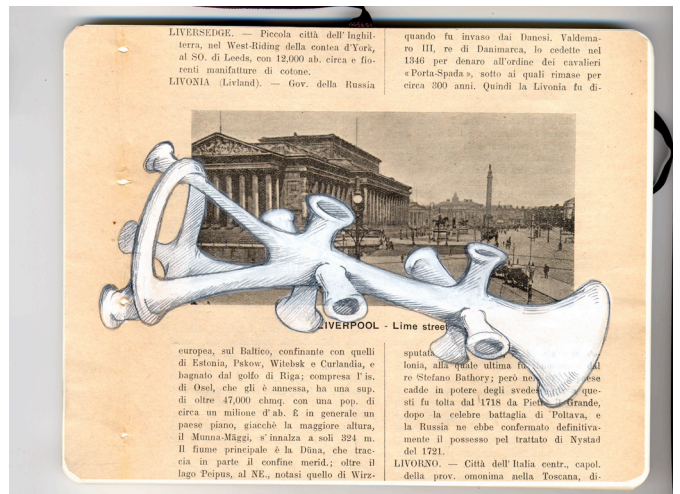 LIVERSEDGE. — Piccola città dell'Inghil-
terra, nel West-Riding della contea d'York,
al SO. di Leeds, con 12,000 ab. circa e fio-
renti manifatture di cotone.
LIVONIA (Livland). — Gov. della Russia
europea, sul Baltico, confinante con quelli
di Estonia, Pskow, Witebsk e Curlandia, e
bagnato dal golfo di Riga; compresa l'is.
di Osel, che gli è annessa, ha una sup.
di oltre 47,000 chmq. con una pop. di
circa un milione d'ab. È in generale un
paese piano, giacchè la maggiore altura,
il Munna-Mäggi, s'innalza a soli 324 m.
Il fiume principale è la Düna, che trac-
cia in parte il confine merid.; oltre il
lago Peipus, al NE., notasi quello di Wirz-
quando fu invaso dai Danesi. Valdema-
ro III, re di Danimarca, lo cedette nel
1346 per denaro all'ordine dei cavalieri
«Porta-Spada», sotto ai quali rimase per
circa 300 anni. Quindi la Livonia fu di-
LIVERPOOL - Lime street
sputata
lonia, alla quale ultima fu
re Stefano Bathory; però nel
cadde in potere degli svedesi que-
sti fu tolta dal 1718 da Pietro Grande,
dopo la celebre battaglia di Poltava, e
la Russia ne ebbe confermato definitiva-
mente il possesso pel trattato di Nystad
del 1721.
LIVORNO. — Città dell'Italia centr., capol.
della prov. omonima nella Toscana, di-